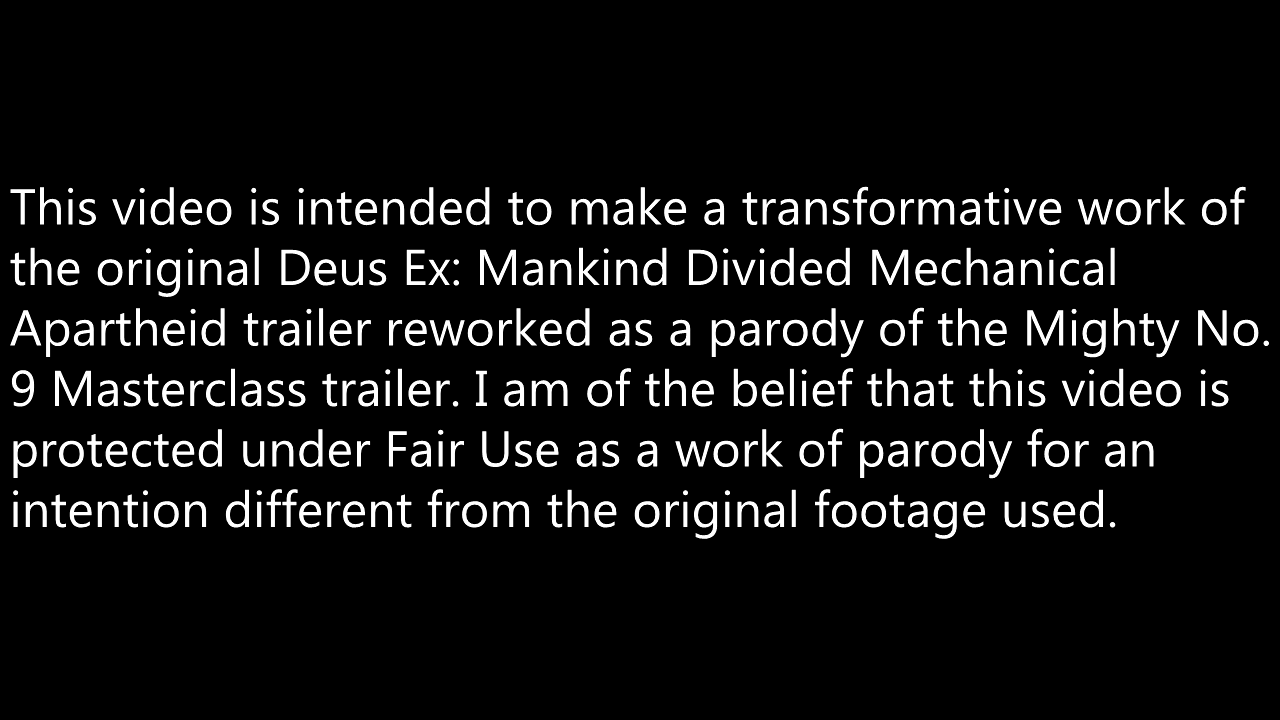 This video is intended to make a transformative work of
the original Deus Ex: Mankind Divided Mechanical
Apartheid trailer reworked as a parody of the Mighty No.
9 Masterclass trailer. I am of the belief that this video is
protected under Fair Use as a work of parody for an
intention different from the original footage used.